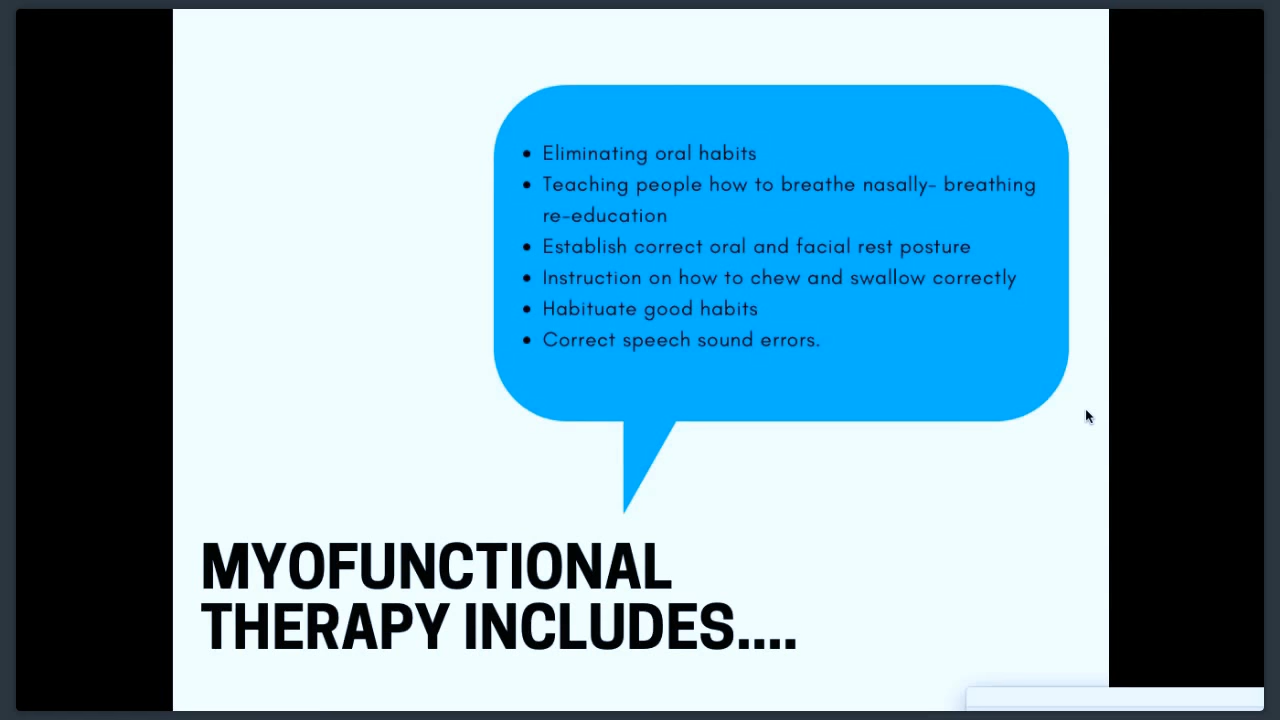 • Eliminating oral habits
• Teaching people how to breathe nasally- breathing
re-education
• Establish correct oral and facial rest posture
• Instruction on how to chew and swallow correctly
• Habituate good habits
• Correct speech sound errors.
MYOFUNCTIONAL
THERAPY INCLUDES....